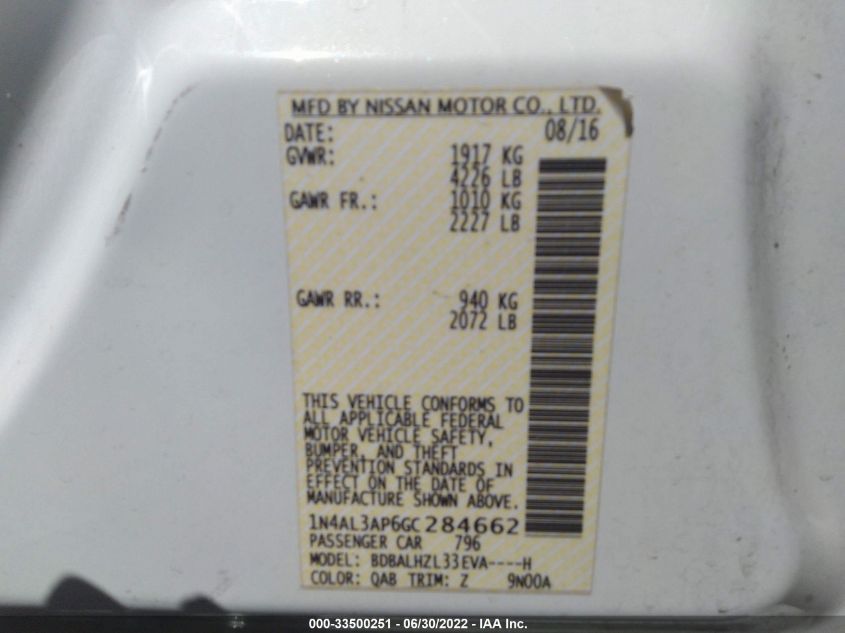 MFD BY NISSAN MOTOR CO., LTD.
DATE: 08/16
GVWR: 1917 KG
4226 LB
GAWR FR.: 1010 KG
2227 LB
GAWR RR.: 940 KG
2072 LB
THIS VEHICLE CONFORMS TO
ALL APPLICABLE FEDERAL
MOTOR VEHICLE SAFETY,
BUMPER, AND THEFT
PREVENTION STANDARDS IN
EFFECT ON THE DATE OF
MANUFACTURE SHOWN ABOVE.
1N4AL3AP6GC284662
PASSENGER CAR 796
MODEL: BDBALHZL33EVA----H
COLOR: QAB TRIM: Z 9N00A
000-33500251 - 06/30/2022 - IAA Inc.